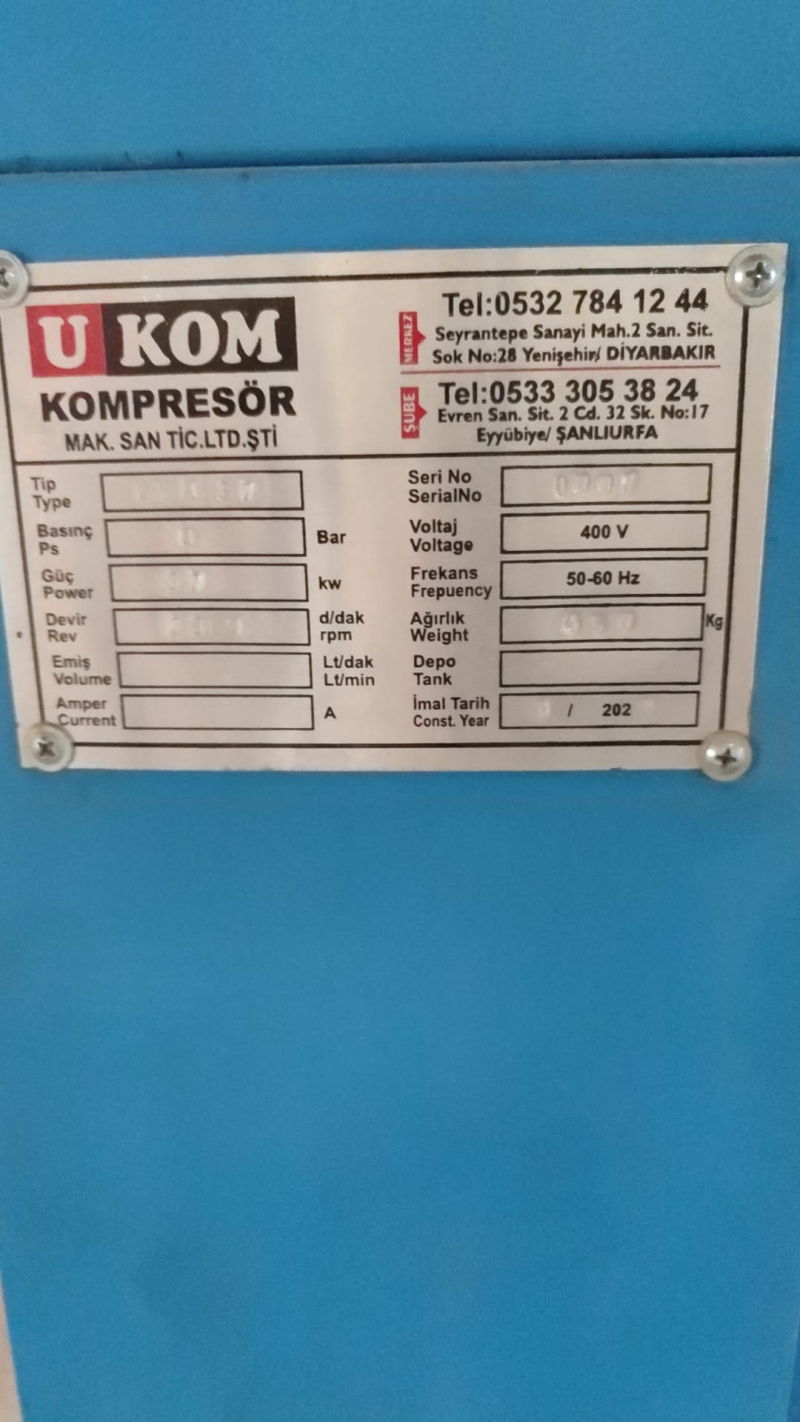 U KOM
KOMPRESÖR
MAK. SAN TİC.LTD.ŞTİ
MERKEZ
Tel:0532 784 12 44
Seyrantepe Sanayi Mah.2 San. Sit.
Sok No:28 Yenişehir/ DİYARBAKIR
ŞUBE
Tel:0533 305 38 24
Evren San. Sit. 2 Cd. 32 Sk. No:17
Eyyübiye/ ŞANLIURFA
Tip
Type
Basınç
Ps
Bar
Güç
Power
kw
Devir
Rev
d/dak
rpm
Emiş
Volume
Lt/dak
Lt/min
Amper
Current
A
Seri No
SerialNo
Voltaj
Voltage
400 V
Frekans
Frepuency
50-60 Hz
Ağırlık
Weight
Kg
Depo
Tank
İmal Tarih
Const. Year
/ 202